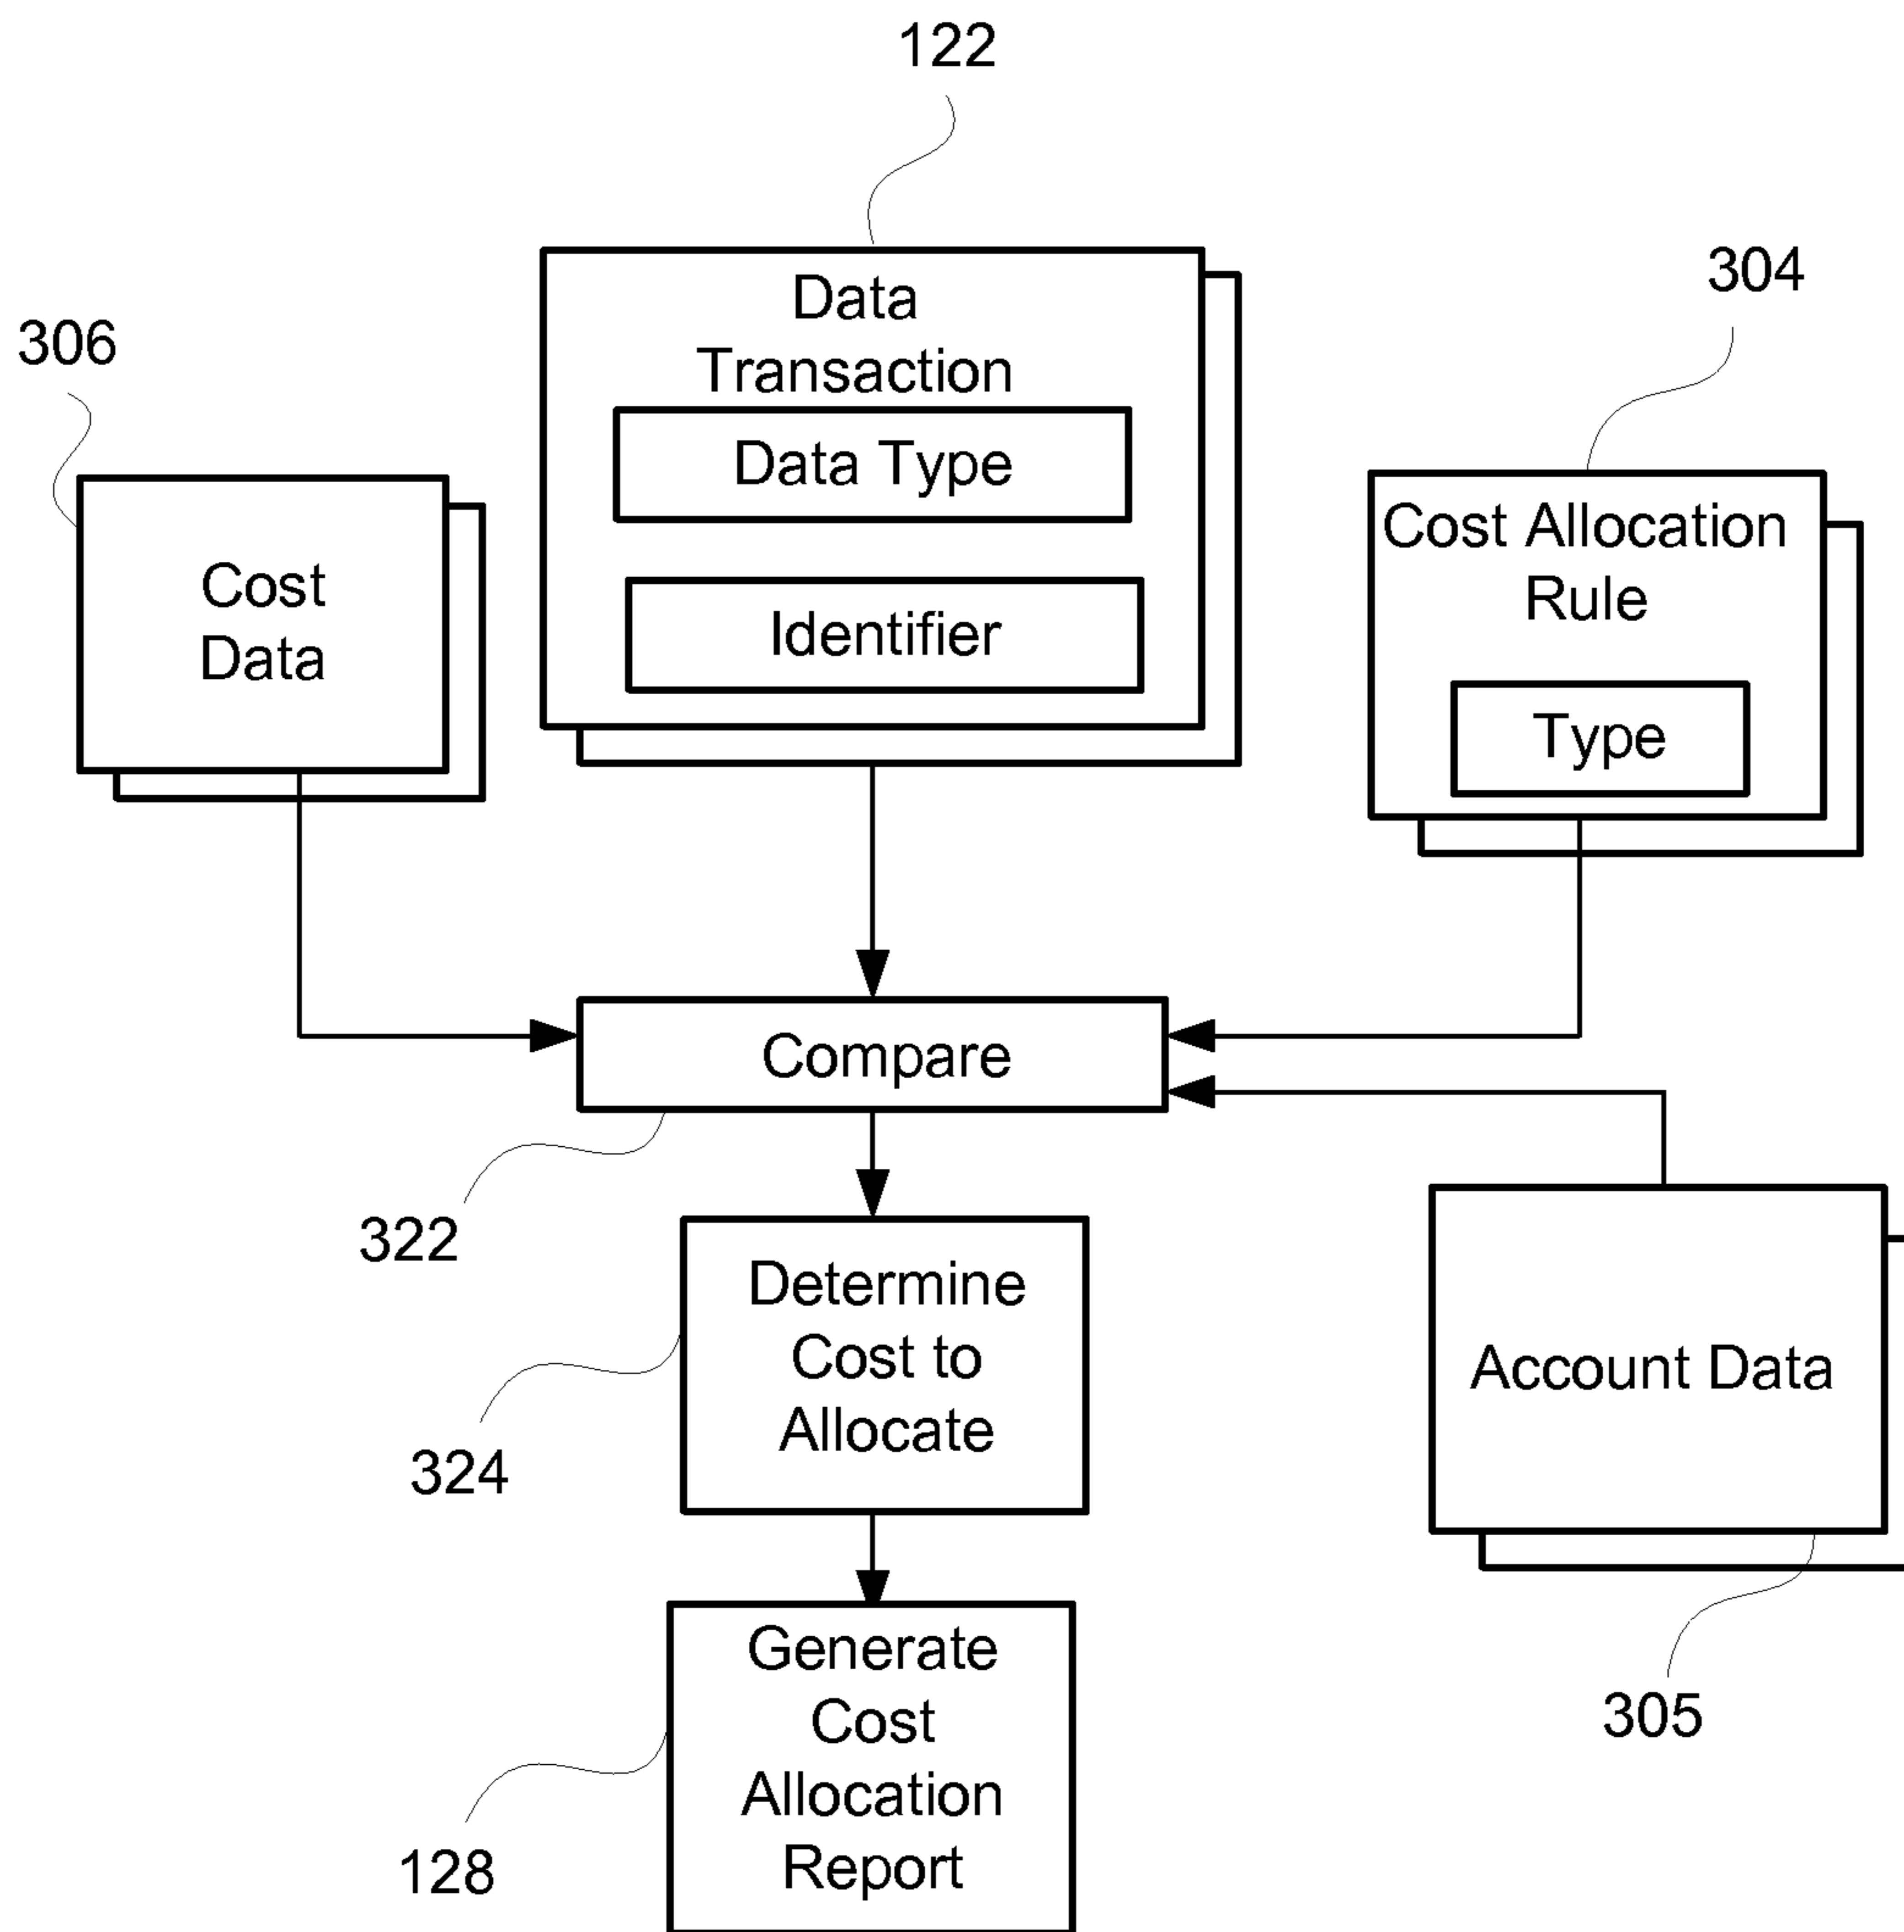 122
304
306
Data
Transaction
Data Type
Identifier
Cost Allocation
Rule
Type
Cost
Data
Compare
322
Determine
Cost to
Allocate
324
Account Data
305
Generate
Cost
Allocation
Report
128